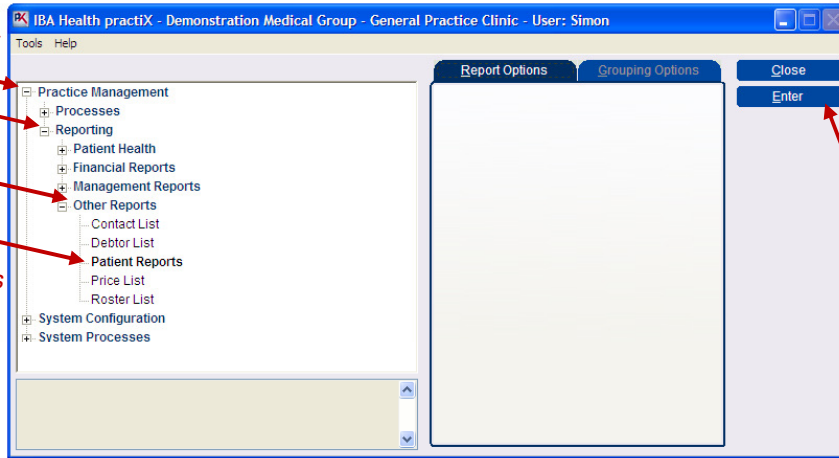 IBA Health practiX - Demonstration Medical Group - General Practice Clinic - User: Simon
Tools Help
Report Options Grouping Options Close
Enter
Practice Management
Processes
Reporting
Patient Health
Financial Reports
Management Reports
Other Reports
Contact List
Debtor List
Patient Reports
Price List
Roster List
System Configuration
System Processes
s